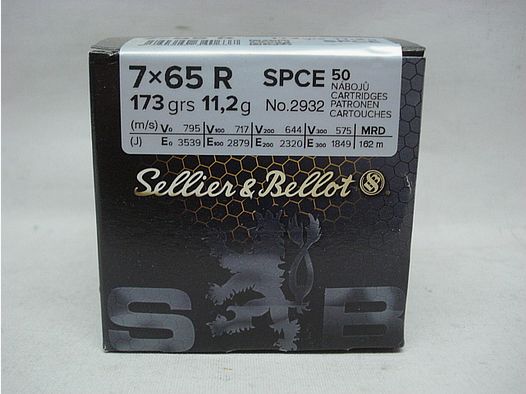 7×65 R SPCE 50
NÁBOJŮ
173 grs 11,2g No.2932 CARTRIDGES
PATRONEN
CARTOUCHES
(m/s) V0 795 V100 717 V200 644 V300 575 MRD
(J) E0 3539 E100 2879 E200 2320 E300 1849 162 m
Sellier & Bellot S&B
S B